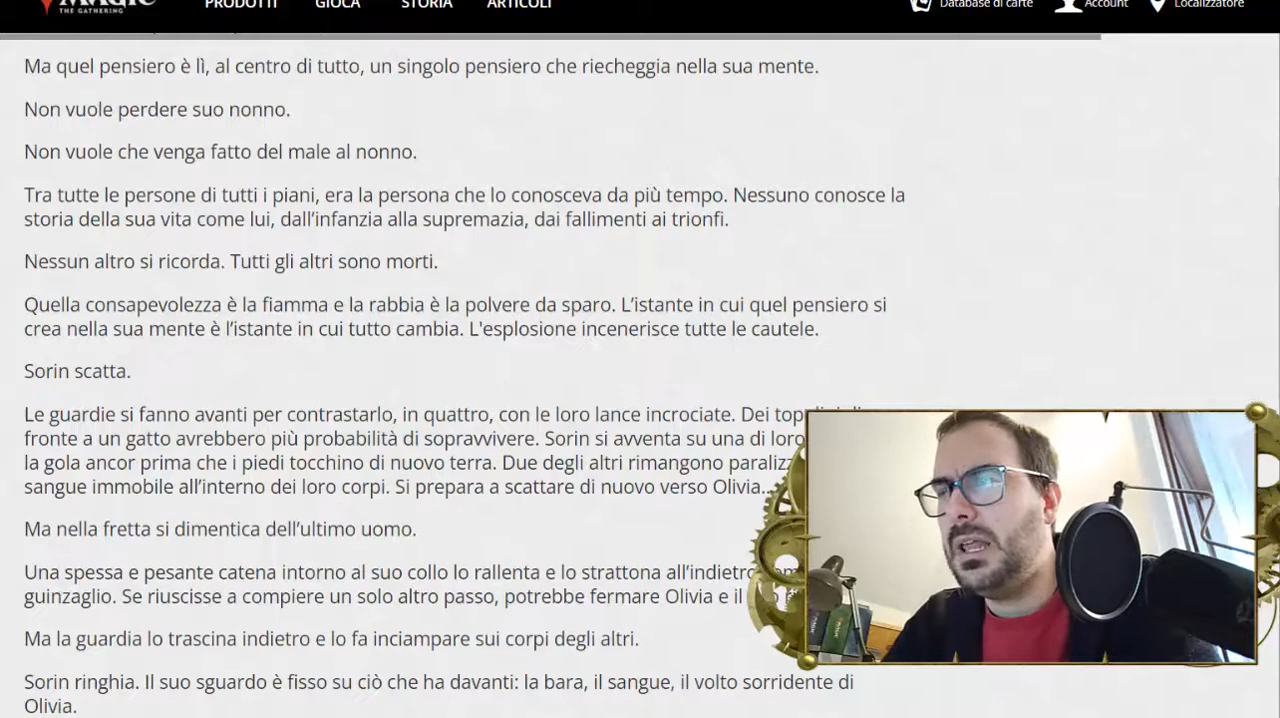 MAGIC
THE GATHERING
PRODOTTI GIOCA STORIA ARTICOLI Database di carte Account Localizzatore
Ma quel pensiero è lì, al centro di tutto, un singolo pensiero che riecheggia nella sua mente.
Non vuole perdere suo nonno.
Non vuole che venga fatto del male al nonno.
Tra tutte le persone di tutti i piani, era la persona che lo conosceva da più tempo. Nessuno conosce la
storia della sua vita come lui, dall’infanzia alla supremazia, dai fallimenti ai trionfi.
Nessun altro si ricorda. Tutti gli altri sono morti.
Quella consapevolezza è la fiamma e la rabbia è la polvere da sparo. L’istante in cui quel pensiero si
crea nella sua mente è l’istante in cui tutto cambia. L'esplosione incenerisce tutte le cautele.
Sorin scatta.
Le guardie si fanno avanti per contrastarlo, in quattro, con le loro lance incrociate. Dei
fronte a un gatto avrebbero più probabilità di sopravvivere. Sorin si avventa su una di loro
la gola ancor prima che i piedi tocchino di nuovo terra. Due degli altri rimangono
sangue immobile all’interno dei loro corpi. Si prepara a scattare di nuovo verso Olivia...
Ma nella fretta si dimentica dell’ultimo uomo.
Una spessa e pesante catena intorno al suo collo lo rallenta e lo strattona all’indietro
guinzaglio. Se riuscisse a compiere un solo altro passo, potrebbe fermare Olivia e il
Ma la guardia lo trascina indietro e lo fa inciampare sui corpi degli altri.
Sorin ringhia. Il suo sguardo è fisso su ciò che ha davanti: la bara, il sangue, il volto sorridente di
Olivia.